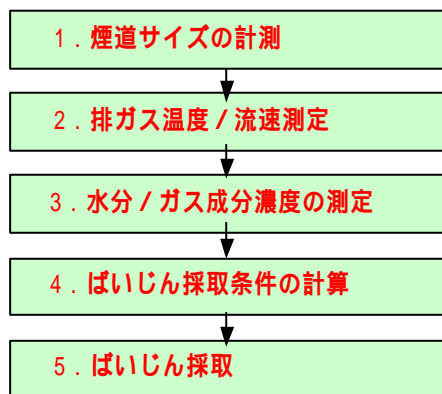 1．煙道サイズの計測
2．排ガス温度/流速測定
3．水分/ガス成分濃度の測定
4．ばいじん採取条件の計算
5．ばいじん採取